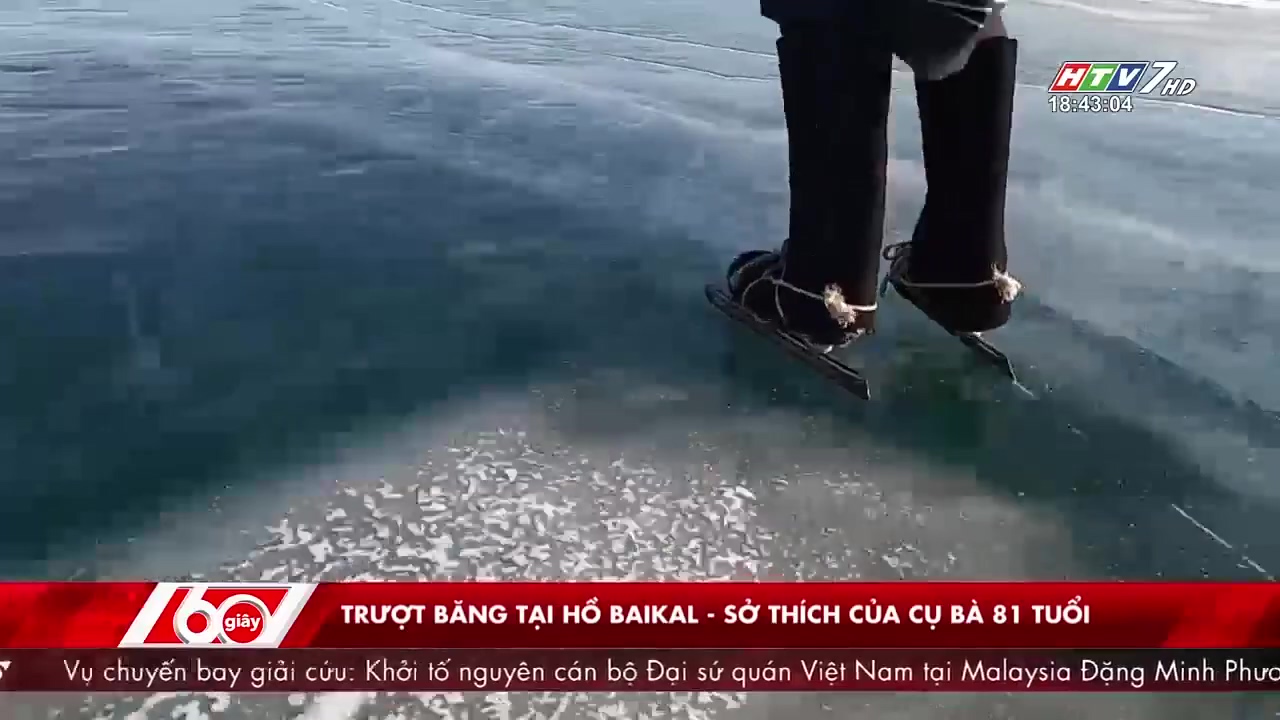 HTV7 HD
18:43:04
60 giây
TRƯỢT BĂNG TẠI HỒ BAIKAL - SỞ THÍCH CỦA CỤ BÀ 81 TUỔI
Vụ chuyến bay giải cứu: Khởi tố nguyên cán bộ Đại sứ quán Việt Nam tại Malaysia Đặng Minh